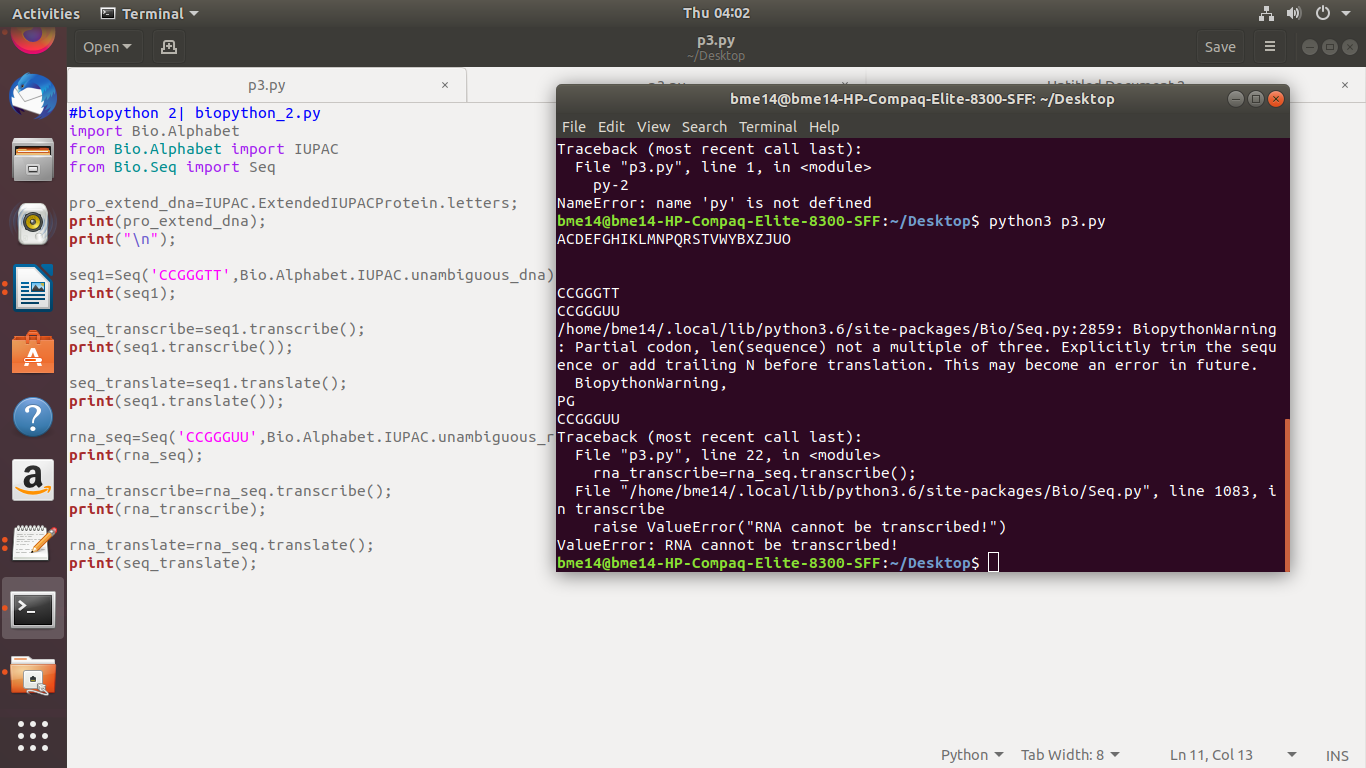 Activities Terminal Thu 04:02
Open p3.py Save
~/Desktop
p3.py × × ×
#biopython 2| biopython_2.py
import Bio.Alphabet
from Bio.Alphabet import IUPAC
from Bio.Seq import Seq
pro_extend_dna=IUPAC.ExtendedIUPACProtein.letters;
print(pro_extend_dna);
print("\n");
seq1=Seq('CCGGGTT',Bio.Alphabet.IUPAC.unambiguous_dna)
print(seq1);
seq_transcribe=seq1.transcribe();
print(seq1.transcribe());
seq_translate=seq1.translate();
print(seq1.translate());
rna_seq=Seq('CCGGGUU',Bio.Alphabet.IUPAC.unambiguous_r
print(rna_seq);
rna_transcribe=rna_seq.transcribe();
print(rna_transcribe);
rna_translate=rna_seq.translate();
print(seq_translate);
bme14@bme14-HP-Compaq-Elite-8300-SFF: ~/Desktop
File Edit View Search Terminal Help
Traceback (most recent call last):
File "p3.py", line 1, in <module>
py-2
NameError: name 'py' is not defined
bme14@bme14-HP-Compaq-Elite-8300-SFF:~/Desktop$ python3 p3.py
ACDEFGHIKLMNPQRSTVWYBXZJUO
CCGGGTT
CCGGGUU
/home/bme14/.local/lib/python3.6/site-packages/Bio/Seq.py:2859: BiopythonWarning
: Partial codon, len(sequence) not a multiple of three. Explicitly trim the sequ
ence or add trailing N before translation. This may become an error in future.
BiopythonWarning,
PG
CCGGGUU
Traceback (most recent call last):
File "p3.py", line 22, in <module>
rna_transcribe=rna_seq.transcribe();
File "/home/bme14/.local/lib/python3.6/site-packages/Bio/Seq.py", line 1083, i
n transcribe
raise ValueError("RNA cannot be transcribed!")
ValueError: RNA cannot be transcribed!
bme14@bme14-HP-Compaq-Elite-8300-SFF:~/Desktop$
Python Tab Width: 8 Ln 11, Col 13 INS